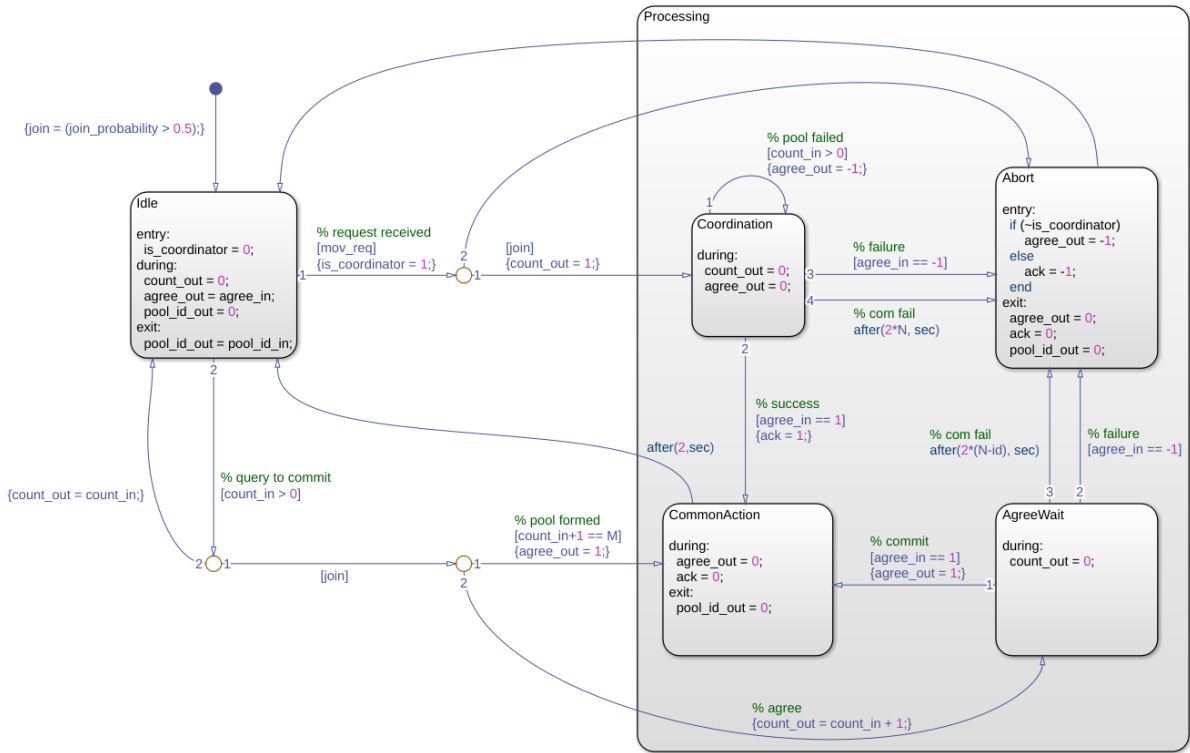 Processing
{join = (join_probability > 0.5);}
Idle
entry:
is_coordinator = 0;
during:
count_out = 0;
agree_out = agree_in;
pool_id_out = 0;
exit:
pool_id_out = pool_id_in;
1
% request received
[mov_req]
{is_coordinator = 1;}
2
1
[join]
{count_out = 1;}
% pool failed
[count_in > 0]
{agree_out = -1;}
1
Coordination
during:
count_out = 0;
agree_out = 0;
3
4
2
% failure
[agree_in == -1]
% com fail
after(2*N, sec)
Abort
entry:
if (~is_coordinator)
agree_out = -1;
else
ack = -1;
end
exit:
agree_out = 0;
ack = 0;
pool_id_out = 0;
2
% success
[agree_in == 1]
{ack = 1;}
after(2,sec)
% com fail
after(2*(N-id), sec)
% failure
[agree_in == -1]
3
2
% query to commit
[count_in > 0]
{count_out = count_in;}
2
1
[join]
% pool formed
[count_in+1 == M]
{agree_out = 1;}
1
2
CommonAction
during:
agree_out = 0;
ack = 0;
exit:
pool_id_out = 0;
% commit
[agree_in == 1]
{agree_out = 1;}
1
AgreeWait
during:
count_out = 0;
% agree
{count_out = count_in + 1;}